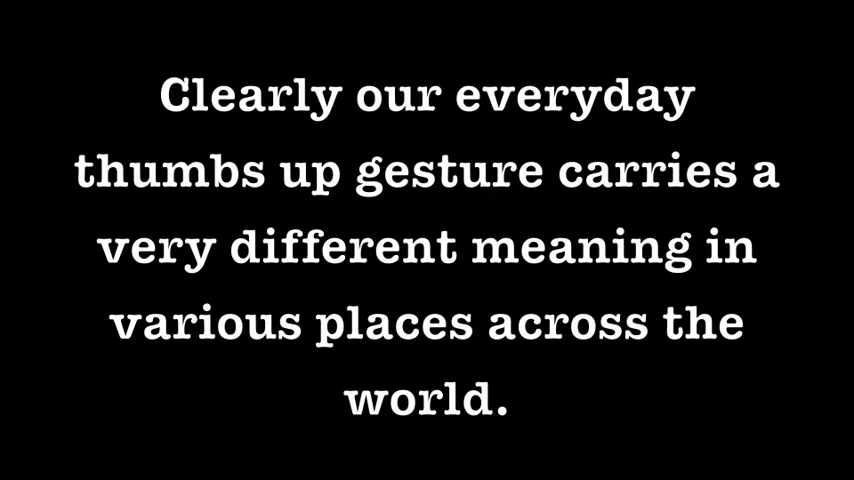 Clearly our everyday
thumbs up gesture carries a
very different meaning in
various places across the
world.